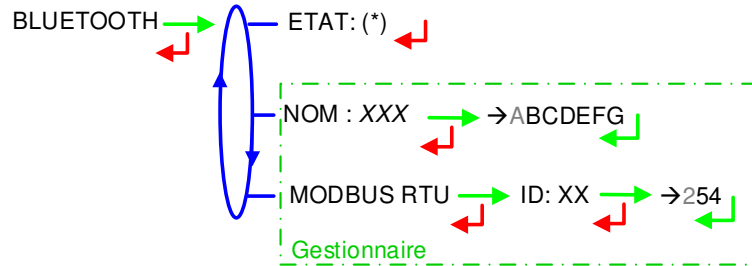 BLUETOOTH ETAT: (*)
NOM : XXX →ABCDEFG
MODBUS RTU ID: XX →254
Gestionnaire